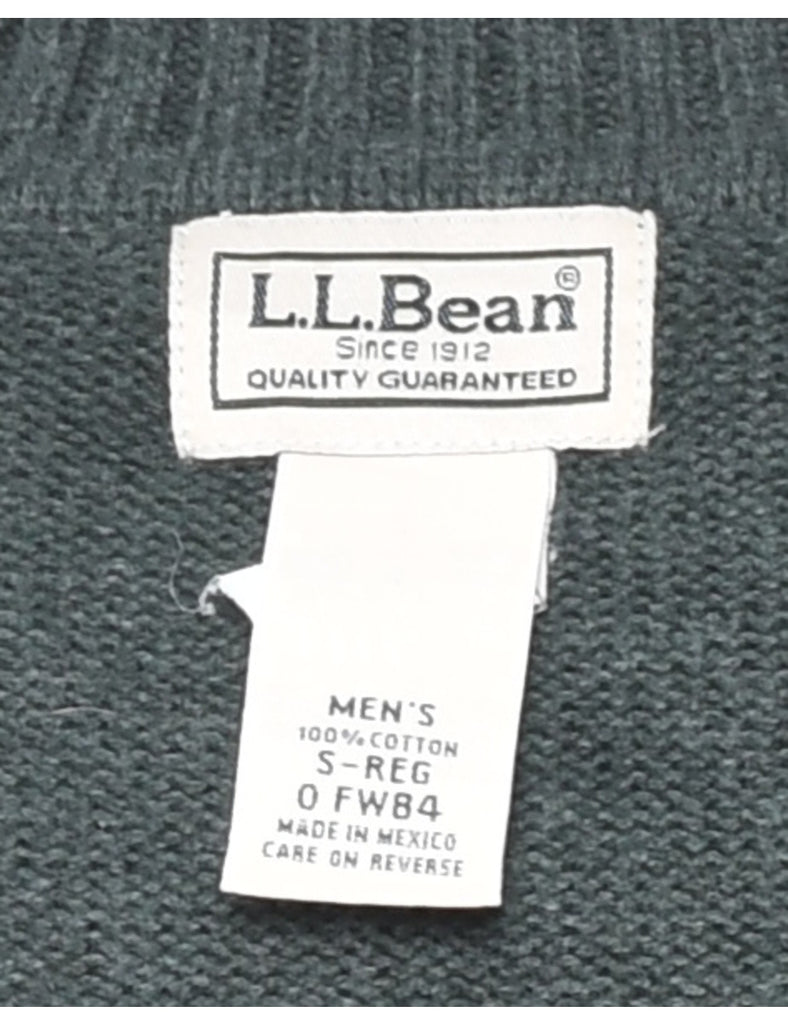 L.L.Bean®
Since 1912
QUALITY GUARANTEED
MEN'S
100% COTTON
S-REG
0 FW84
MADE IN MEXICO
CARE ON REVERSE